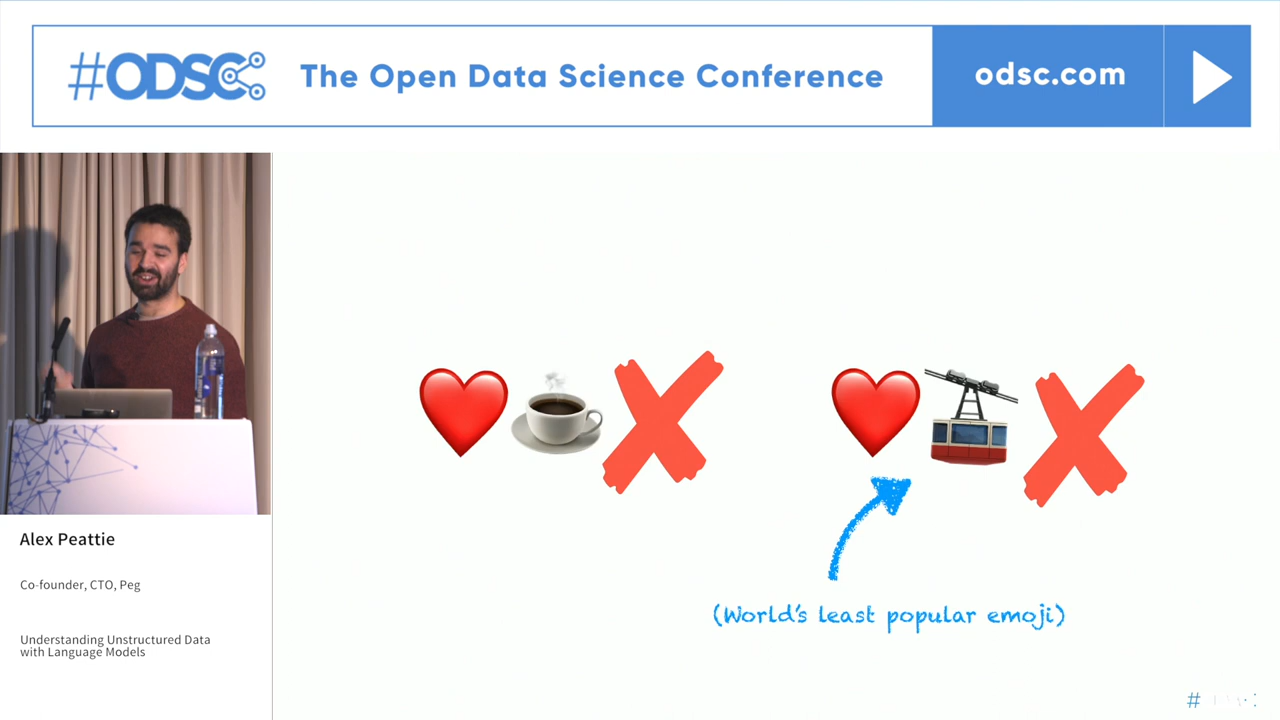 #ODSC
The Open Data Science Conference
odsc.com
(World's least popular emoji)
Alex Peattie
Co-founder, CTO, Peg
Understanding Unstructured Data
with Language Models
#